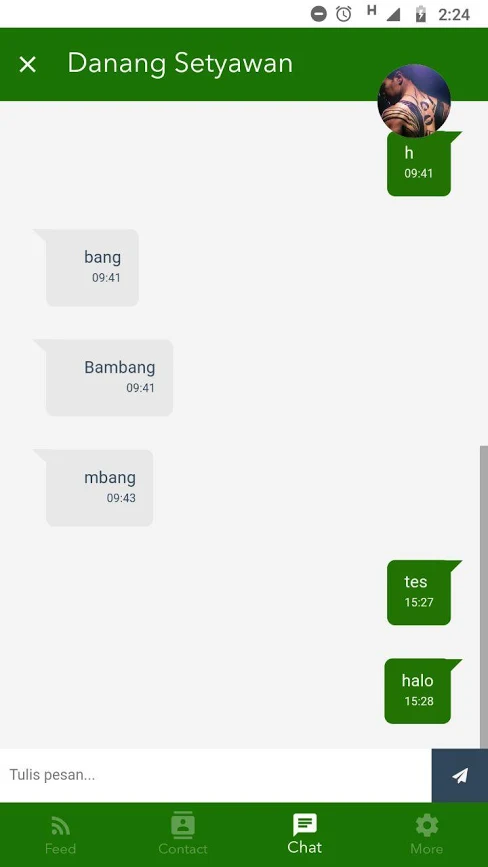 H
2:24
Danang Setyawan
h
09:41
bang
09:41
Bambang
09:41
mbang
09:43
tes
15:27
halo
15:28
Tulis pesan...
Feed
Contact
Chat
More